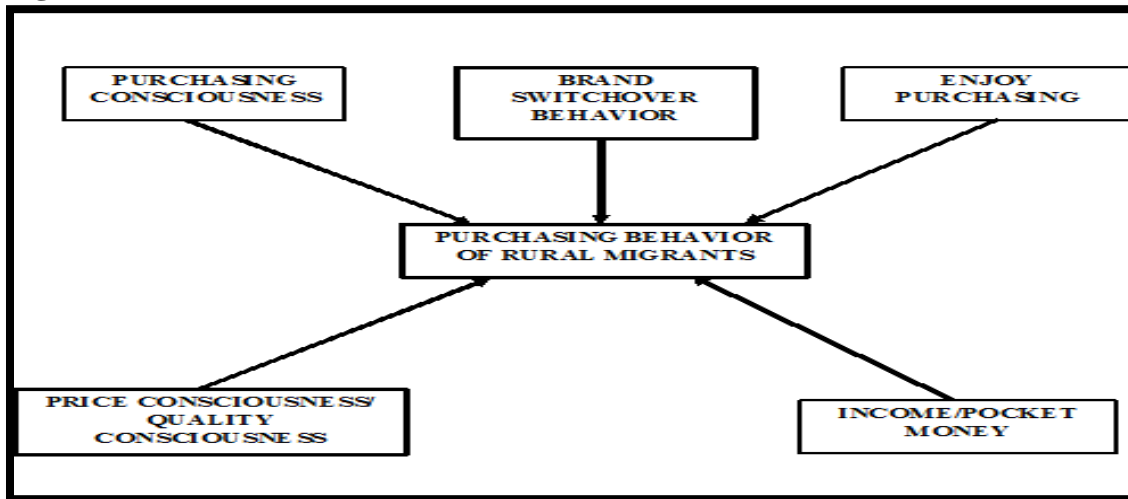 PURCHASING
CONSCIOUSNESS
BRAND
SWITCHOVER
BEHAVIOR
ENJOY
PURCHASING
PURCHASING BEHAVIOR
OF RURAL MIGRANTS
PRICE CONSCIOUSNESS/
QUALITY
CONSCIOUSNESS
INCOME/POCKET
MONEY